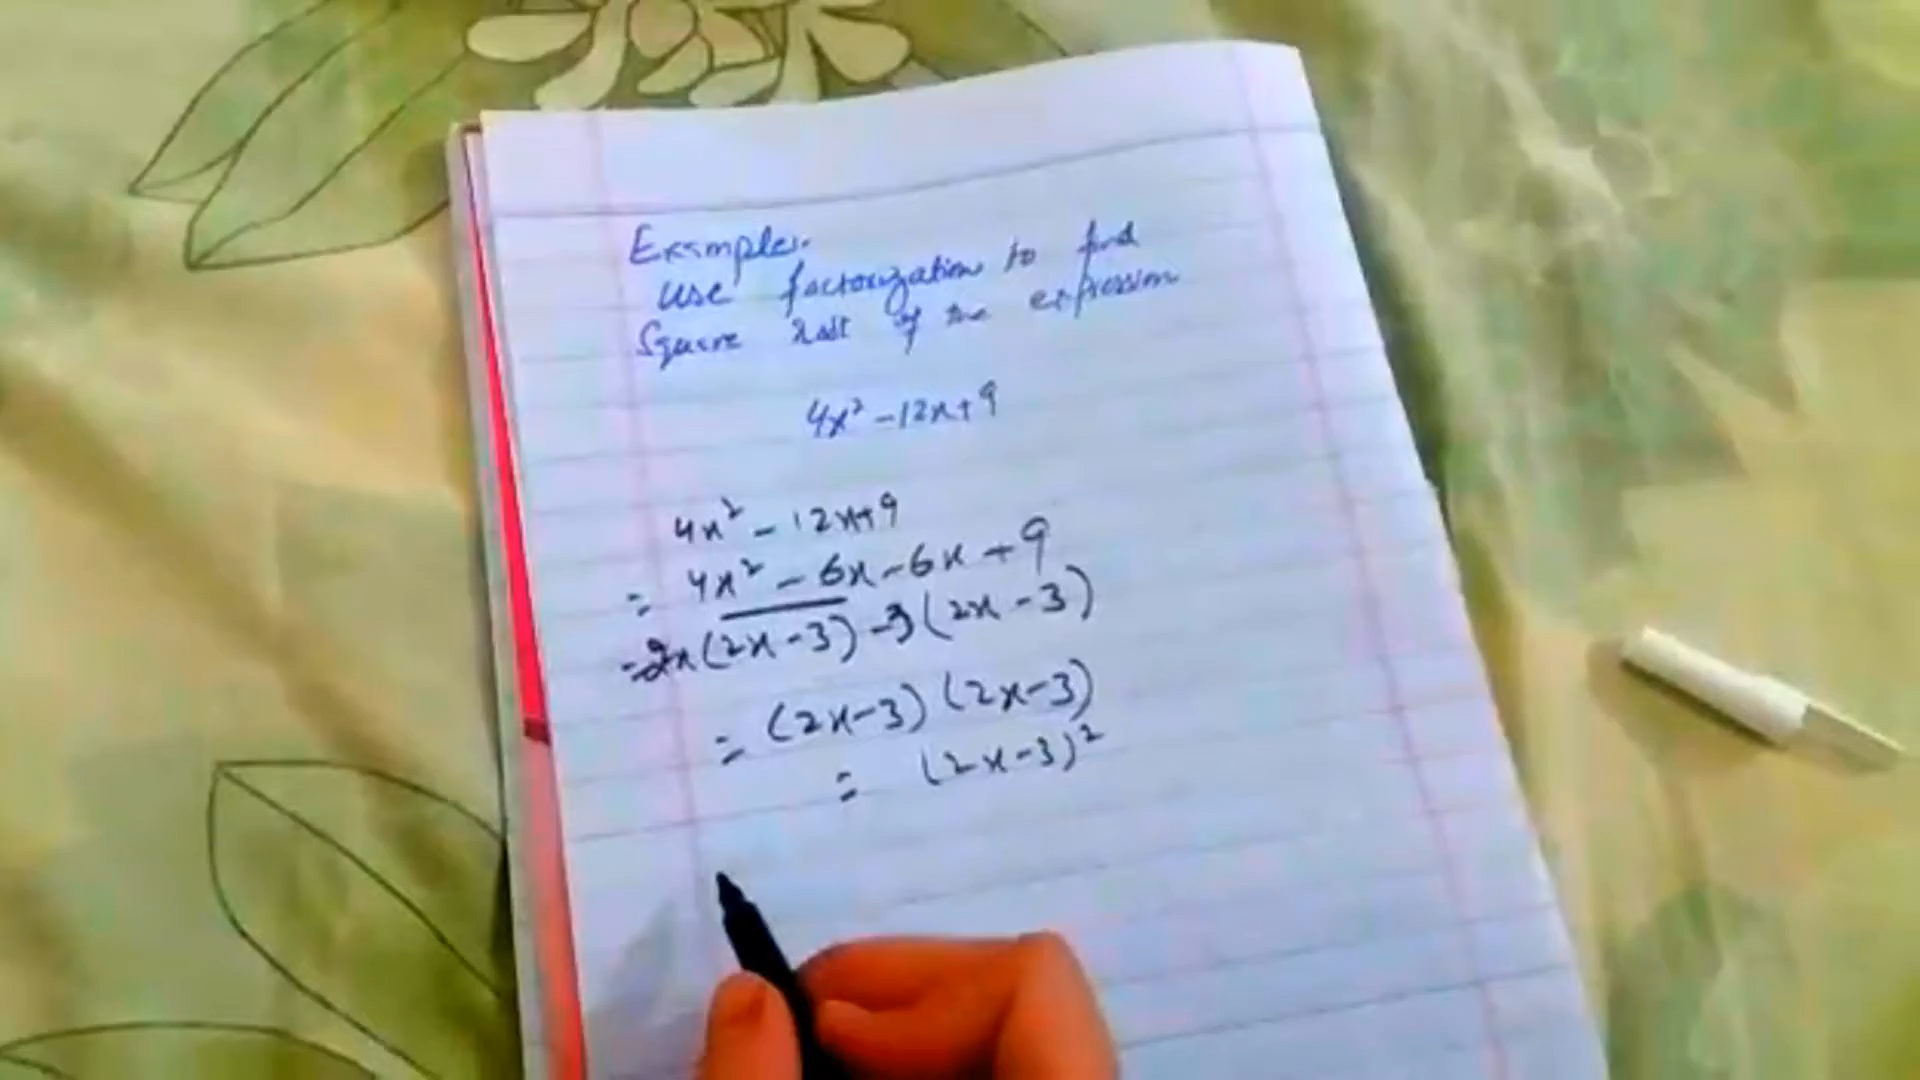 Example:
Use factorization to find
Square root of the expression
4x² - 12x + 9
4x² - 12x + 9
= 4x² - 6x - 6x + 9
= 2x(2x - 3) - 3(2x - 3)
= (2x - 3) (2x - 3)
= (2x - 3)²